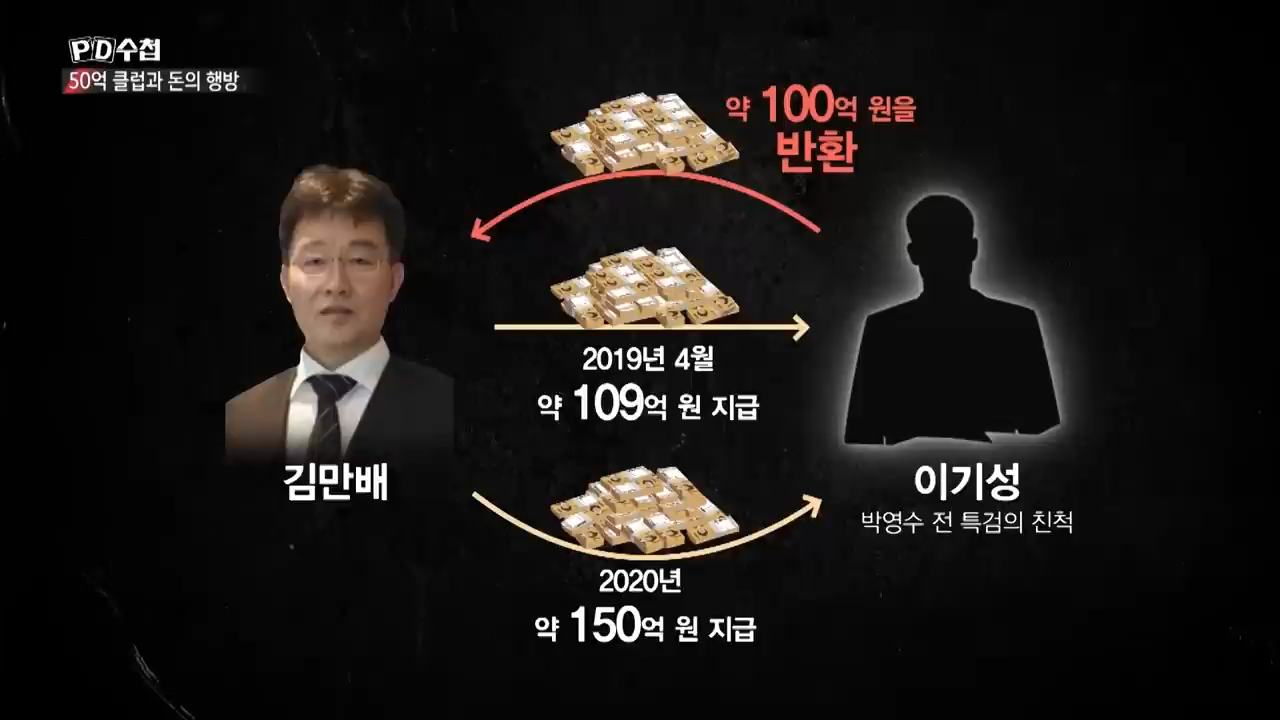 PD수첩
50억 클럽과 돈의 행방
약 100억 원을
반환
2019년 4월
약 109억 원 지급
김만배
이기성
박영수 전 특검의 친척
2020년
약 150억 원 지급